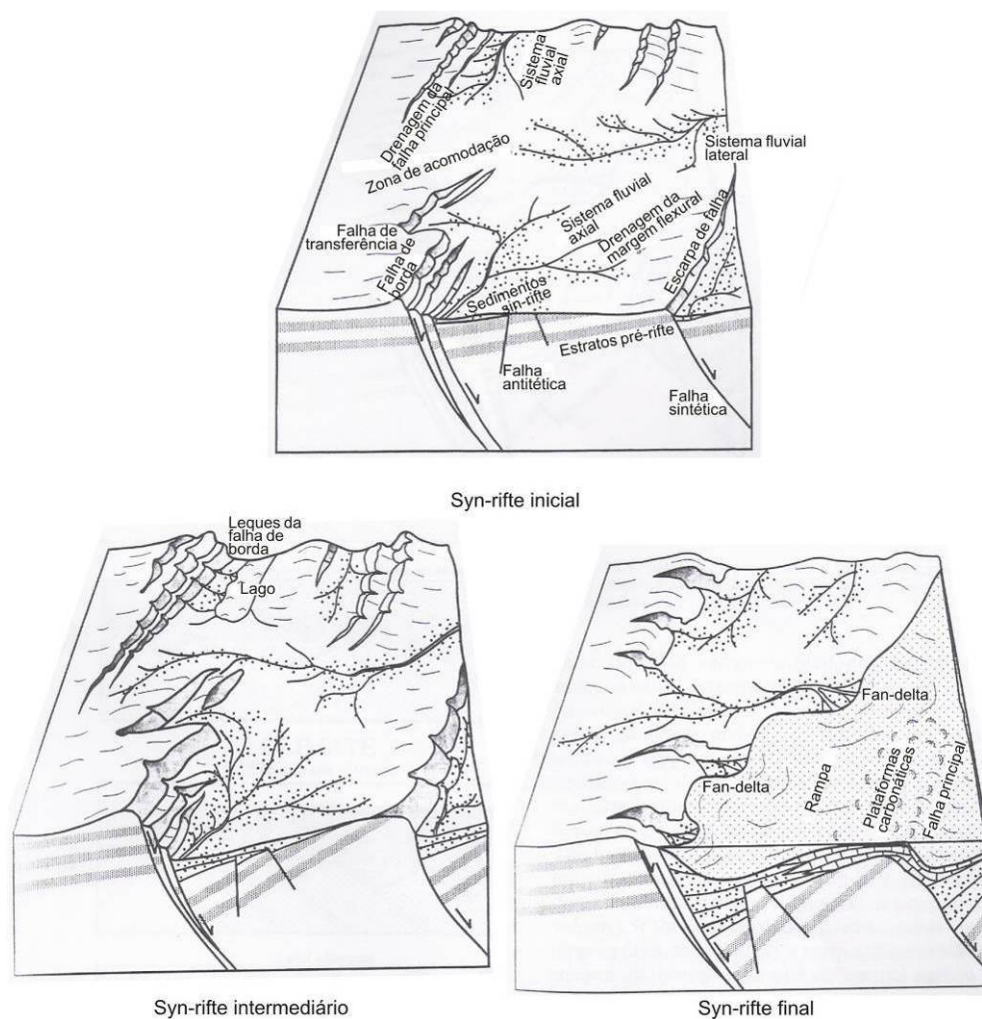 Drenagem da
falha principal
Sistema
fluvial
axial
Zona de acomodação
Sistema fluvial
lateral
Falha de
transferência
Falha de
borda
Sistema fluvial
axial
Drenagem da
margem flexural
Escarpa de falha
Sedimentos
sin-rifte
Estratos pré-rifte
Falha
antitética
Falha
sintética
Syn-rifte inicial
Leques da
falha de
borda
Lago
Syn-rifte intermediário
Fan-delta
Fan-delta
Rampa
Plataformas
carbonáticas
Falha principal
Syn-rifte final